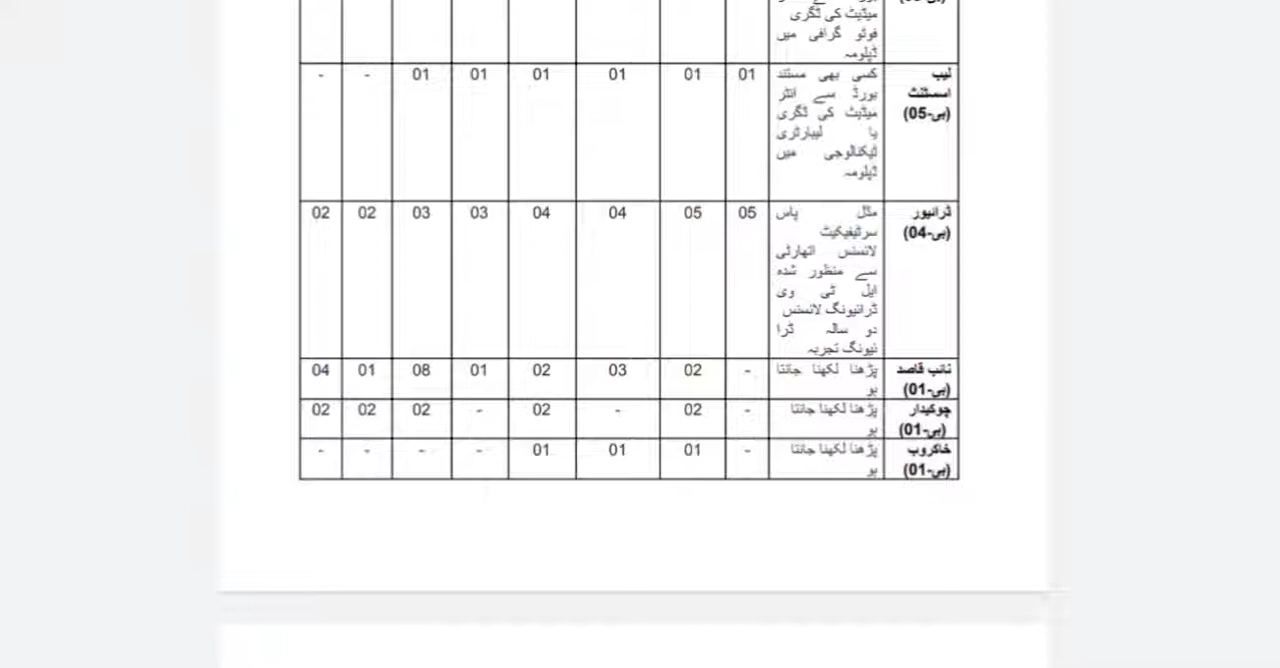 میڈیٹ کی ڈگری
فوٹو گرافی میں
ڈپلومہ
لیب اسسٹنٹ (بی-05)
کسی بھی مستند
بورڈ سے انٹر
میڈیٹ کی ڈگری
یا لیبارٹری
ٹیکنالوجی میں
ڈپلومہ
01 01 01 01 01 01 - -
ڈرائیور (بی-04)
مڈل پاس
سرٹیفیکیٹ
لائسنس اتھارٹی
سے منظور شدہ
ایل ٹی وی
ڈرائیونگ لائسنس
دو سالہ ڈرا
ئیونگ تجربہ
05 05 04 04 03 03 02 02
نائب قاصد (بی-01)
پڑھنا لکھنا جانتا
ہو
- 02 03 02 01 08 01 04
چوکیدار (بی-01)
پڑھنا لکھنا جانتا
ہو
- 02 - 02 - 02 02 02
خاکروب (بی-01)
پڑھنا لکھنا جانتا
ہو
- 01 01 01 - - - -